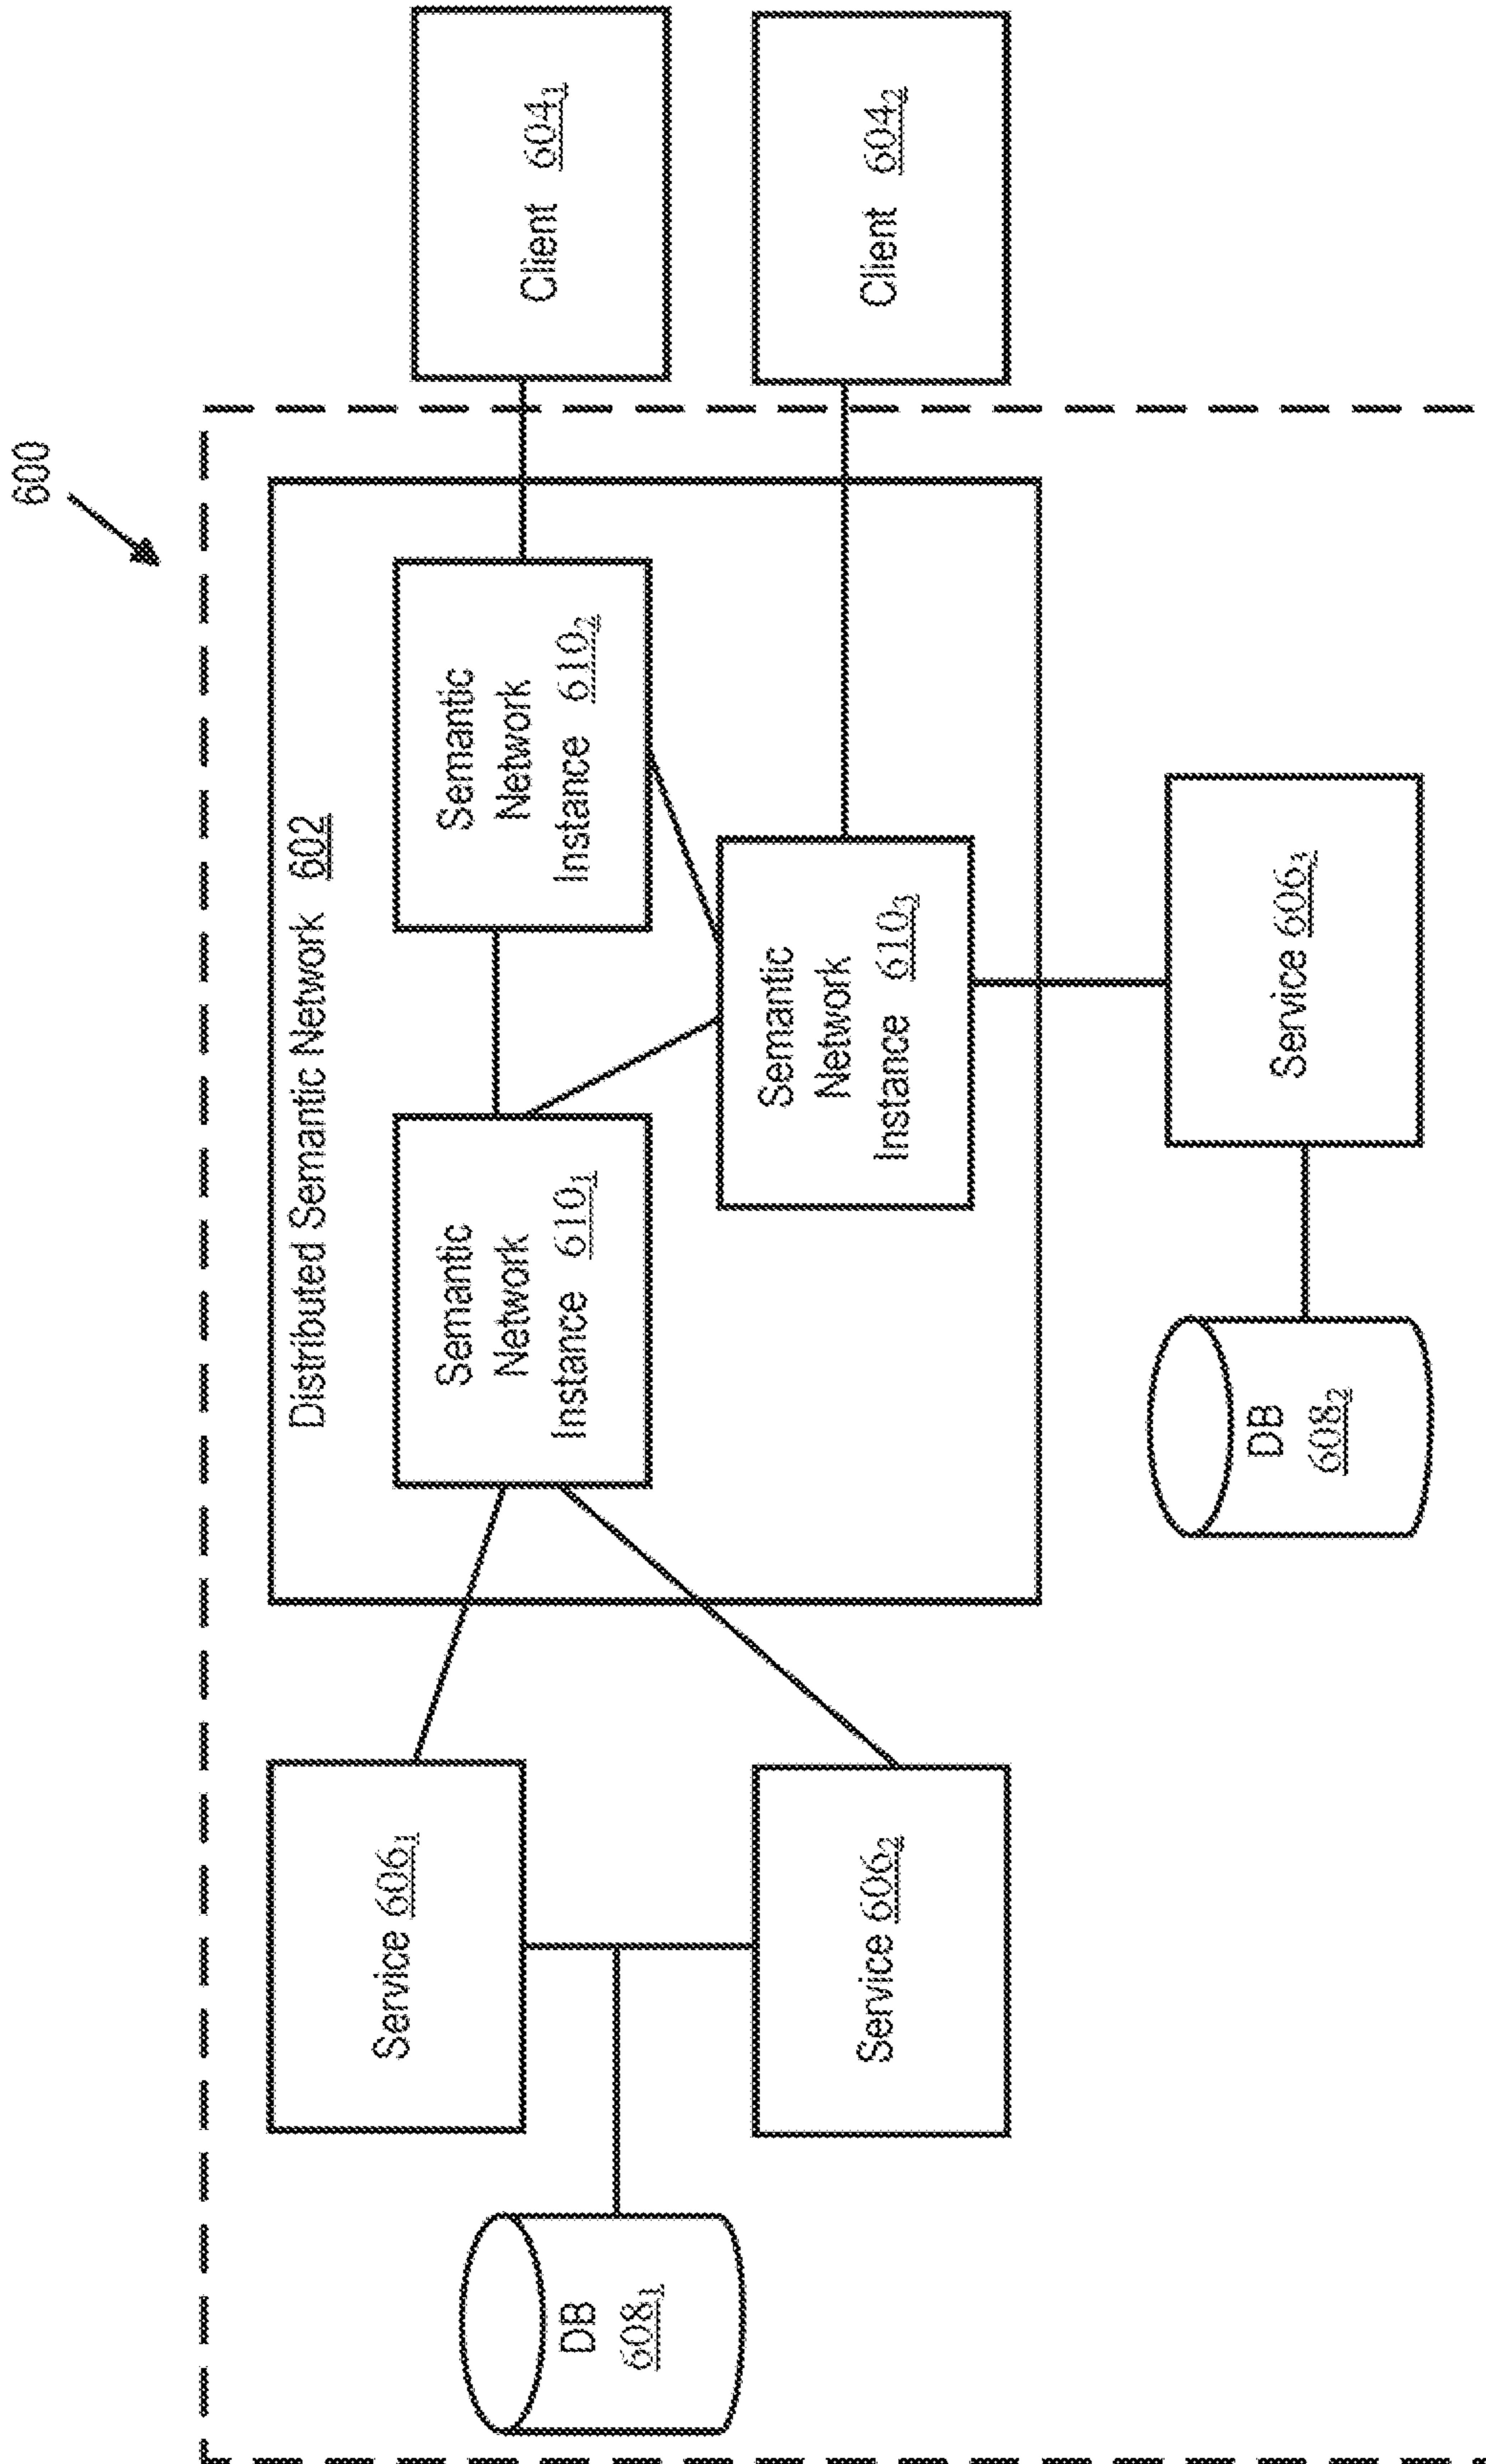 600
Distributed Semantic Network 602
Client 604₁
Client 604₂
Semantic
Network
Instance 610₁
Semantic
Network
Instance 610₂
Semantic
Network
Instance 610₃
Service 606₁
Service 606₂
Service 606₃
DB
608₁
DB
608₂